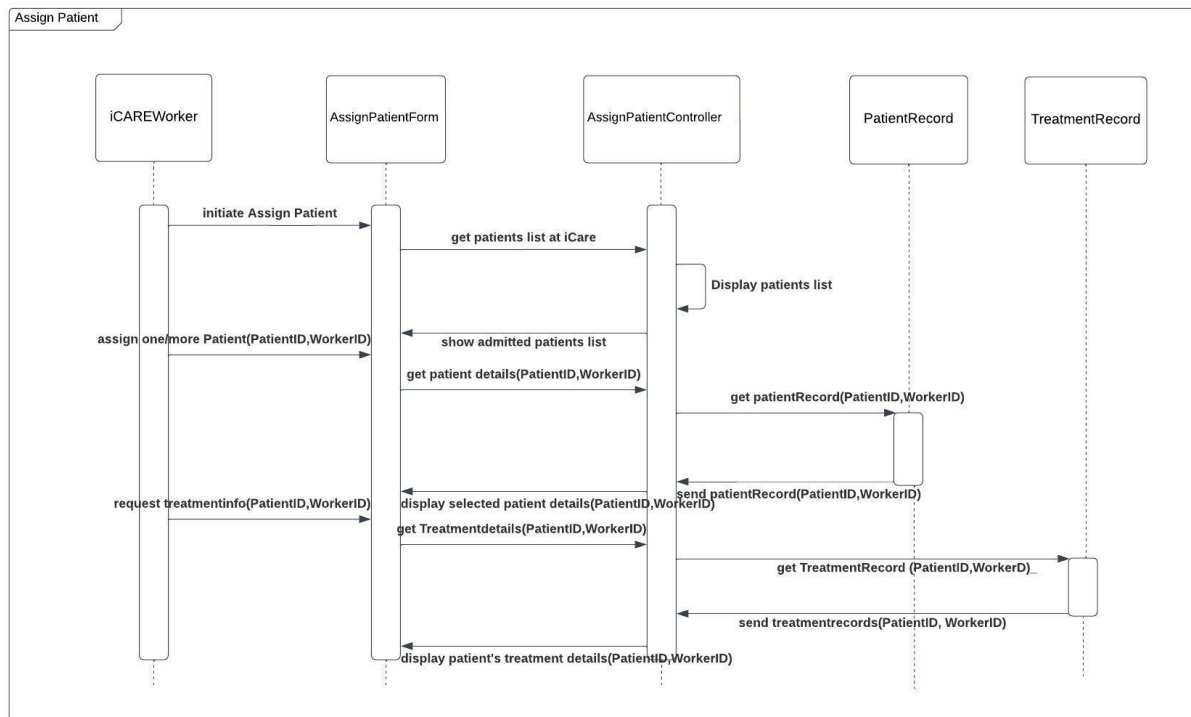 Assign Patient
iCAREWorker
AssignPatientForm
AssignPatientController
PatientRecord
TreatmentRecord
initiate Assign Patient
get patients list at iCare
Display patients list
assign one/more Patient(PatientID,WorkerID)
show admitted patients list
get patient details(PatientID,WorkerID)
get patientRecord(PatientID,WorkerID)
send patientRecord(PatientID,WorkerID)
request treatmentinfo(PatientID,WorkerID)
display selected patient details(PatientID,WorkerID)
get Treatmentdetails(PatientID,WorkerID)
get TreatmentRecord (PatientID,WorkerD)_
send treatmentrecords(PatientID, WorkerID)
display patient's treatment details(PatientID,WorkerID)